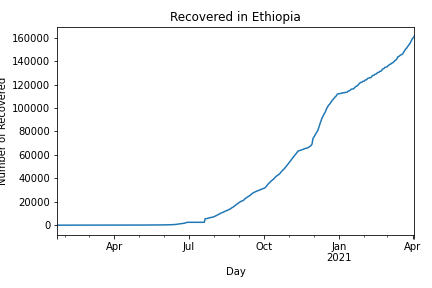 Recovered in Ethiopia
160000
140000
120000
100000
80000
60000
40000
20000
0
Number of Recovered
Apr Jul Oct Jan Apr
2021
Day